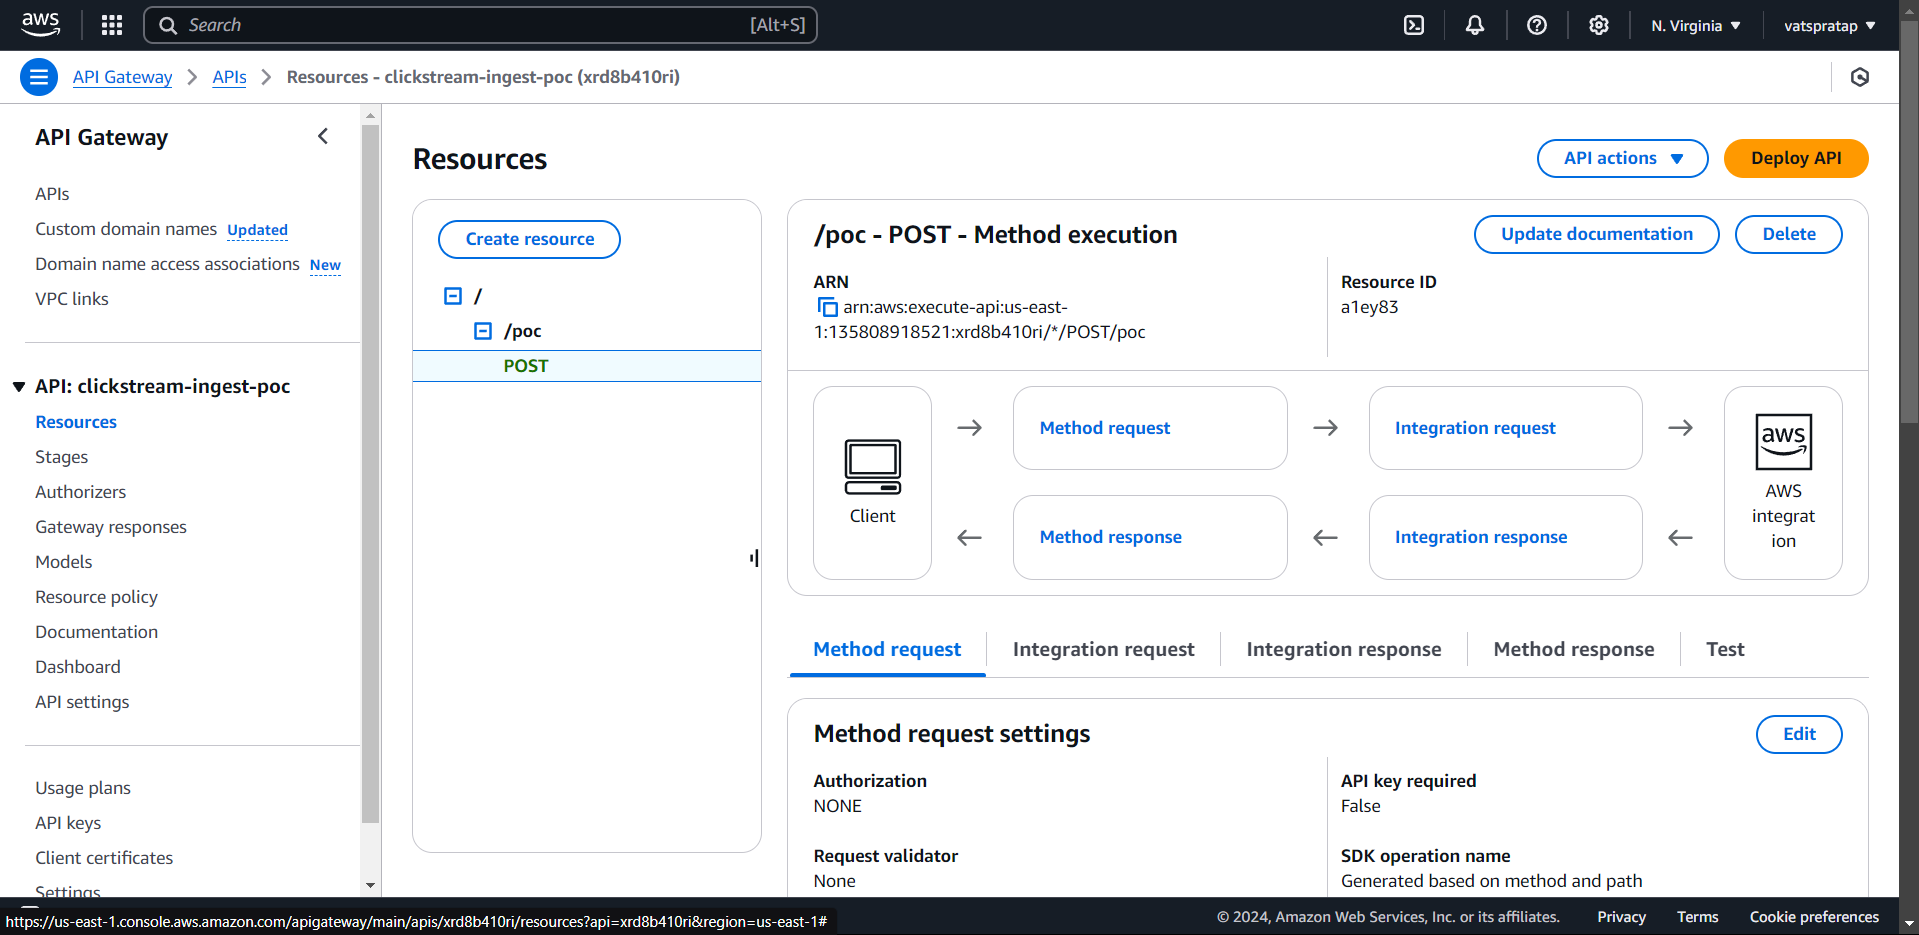 aws
Search
[Alt+S]
N. Virginia
vatspratap
API Gateway
APIs
Resources - clickstream-ingest-poc (xrd8b410ri)
API Gateway
APIs
Custom domain names Updated
Domain name access associations New
VPC links
API: clickstream-ingest-poc
Resources
Stages
Authorizers
Gateway responses
Models
Resource policy
Documentation
Dashboard
API settings
Usage plans
API keys
Client certificates
Settings
Resources
API actions
Deploy API
Create resource
/
/poc
POST
/poc - POST - Method execution
Update documentation
Delete
ARN
arn:aws:execute-api:us-east-
1:135808918521:xrd8b410ri/*/POST/poc
Resource ID
a1ey83
Client
Method request
Integration request
Method response
Integration response
aws
AWS
integrat
ion
Method request
Integration request
Integration response
Method response
Test
Method request settings
Edit
Authorization
NONE
API key required
False
Request validator
None
SDK operation name
Generated based on method and path
https://us-east-1.console.aws.amazon.com/apigateway/main/apis/xrd8b410ri/resources?api=xrd8b410ri&region=us-east-1#
© 2024, Amazon Web Services, Inc. or its affiliates.
Privacy
Terms
Cookie preferences